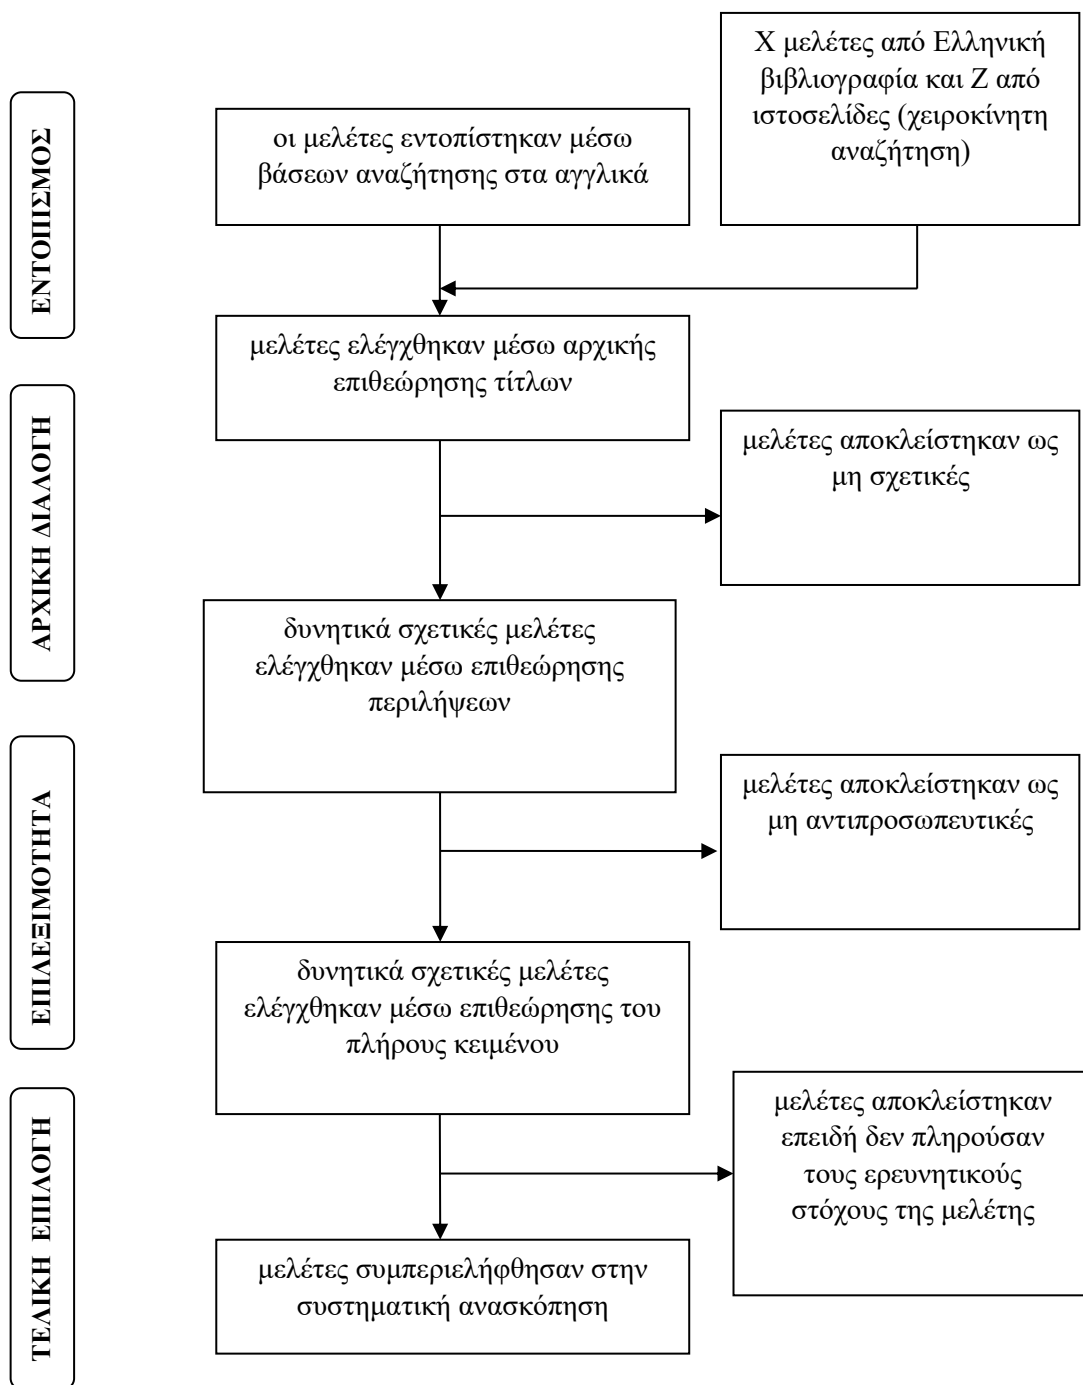 Χ μελέτες από Ελληνική
βιβλιογραφία και Ζ από
ιστοσελίδες (χειροκίνητη
αναζήτηση)
ΕΝΤΟΠΙΣΜΟΣ
οι μελέτες εντοπίστηκαν μέσω
βάσεων αναζήτησης στα αγγλικά
μελέτες ελέγχθηκαν μέσω αρχικής
επιθεώρησης τίτλων
ΑΡΧΙΚΗ ΔΙΑΛΟΓΗ
μελέτες αποκλείστηκαν ως
μη σχετικές
δυνητικά σχετικές μελέτες
ελέγχθηκαν μέσω επιθεώρησης
περιλήψεων
ΕΠΙΛΕΞΙΜΟΤΗΤΑ
μελέτες αποκλείστηκαν ως
μη αντιπροσωπευτικές
δυνητικά σχετικές μελέτες
ελέγχθηκαν μέσω επιθεώρησης του
πλήρους κειμένου
ΤΕΛΙΚΗ ΕΠΙΛΟΓΗ
μελέτες αποκλείστηκαν
επειδή δεν πληρούσαν
τους ερευνητικούς
στόχους της μελέτης
μελέτες συμπεριελήφθησαν στην
συστηματική ανασκόπηση